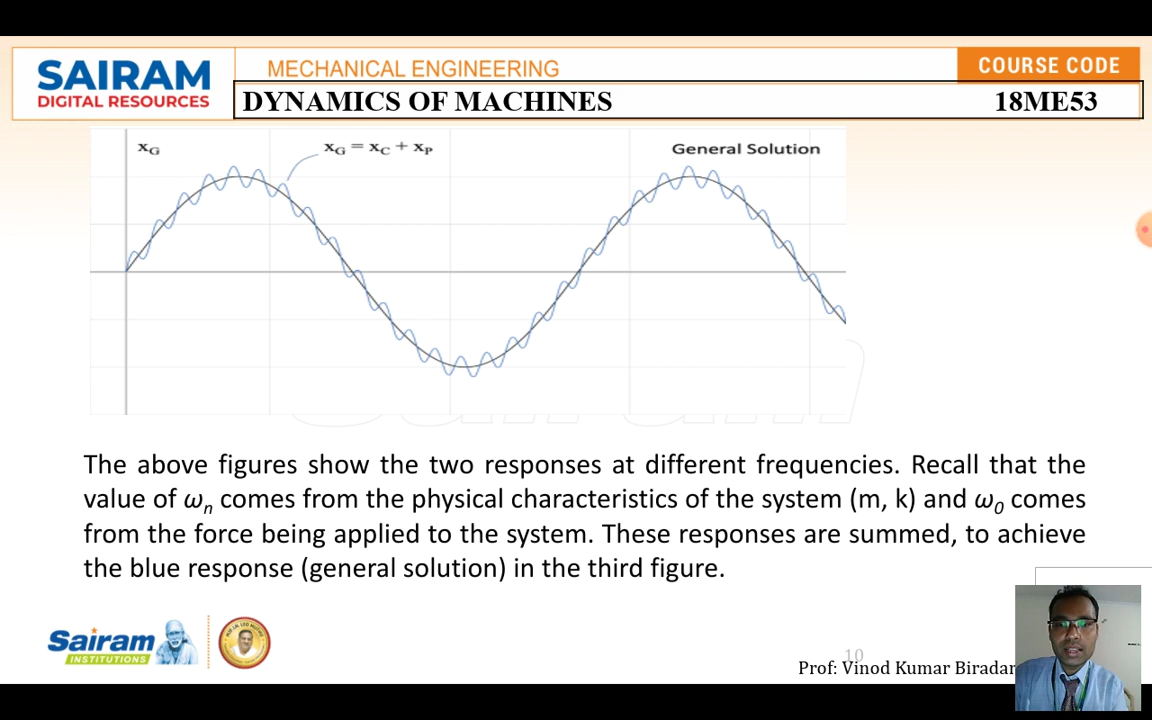 SAIRAM
DIGITAL RESOURCES
MECHANICAL ENGINEERING
COURSE CODE
DYNAMICS OF MACHINES
18ME53
xG
xG = xC + xP
General Solution
The above figures show the two responses at different frequencies. Recall that the
value of ωn comes from the physical characteristics of the system (m, k) and ω0 comes
from the force being applied to the system. These responses are summed, to achieve
the blue response (general solution) in the third figure.
Sairam
INSTITUTIONS
10
Prof: Vinod Kumar Biradar